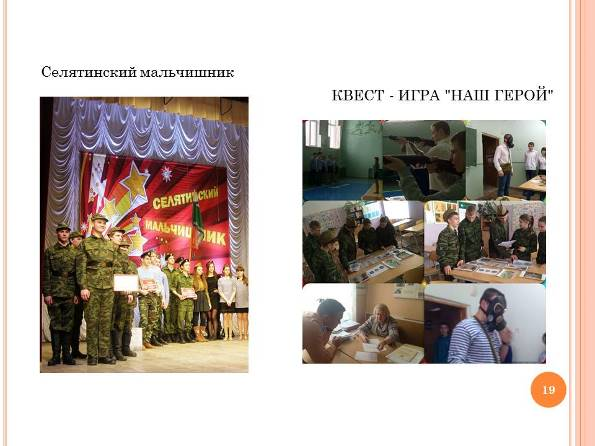 Селятинский мальчишник
КВЕСТ - ИГРА "НАШ ГЕРОЙ"
СЕЛЯТИНСКИЙ
МАЛЬЧИШНИК
19